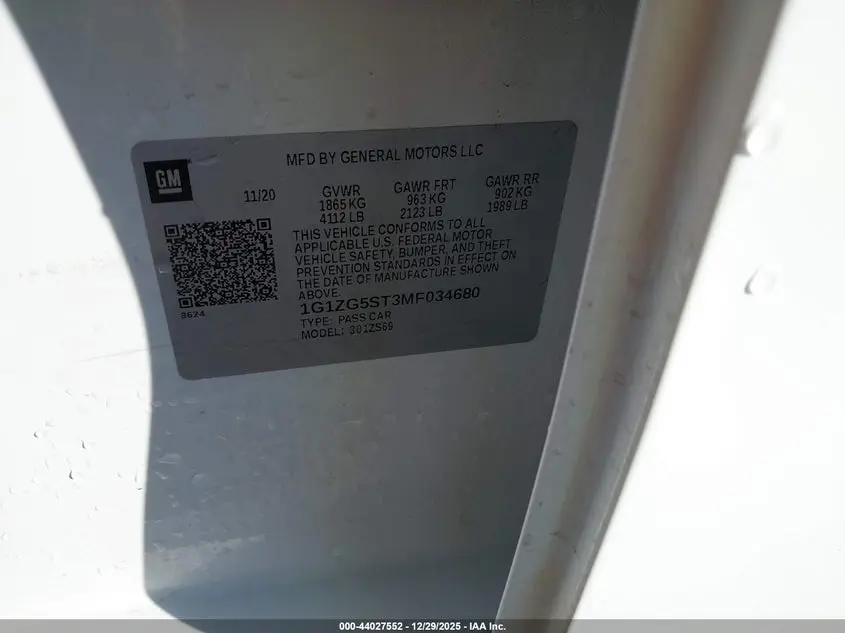 MFD BY GENERAL MOTORS LLC
GM
11/20
GVWR
1865 KG
4112 LB
GAWR FRT
963 KG
2123 LB
GAWR RR
902 KG
1989 LB
THIS VEHICLE CONFORMS TO ALL
APPLICABLE U.S. FEDERAL MOTOR
VEHICLE SAFETY, BUMPER, AND THEFT
PREVENTION STANDARDS IN EFFECT ON
THE DATE OF MANUFACTURE SHOWN
ABOVE.
1G1ZG5ST3MF034680
TYPE: PASS CAR
MODEL: 301ZS69
8624
000-44027552 - 12/29/2025 - IAA Inc.